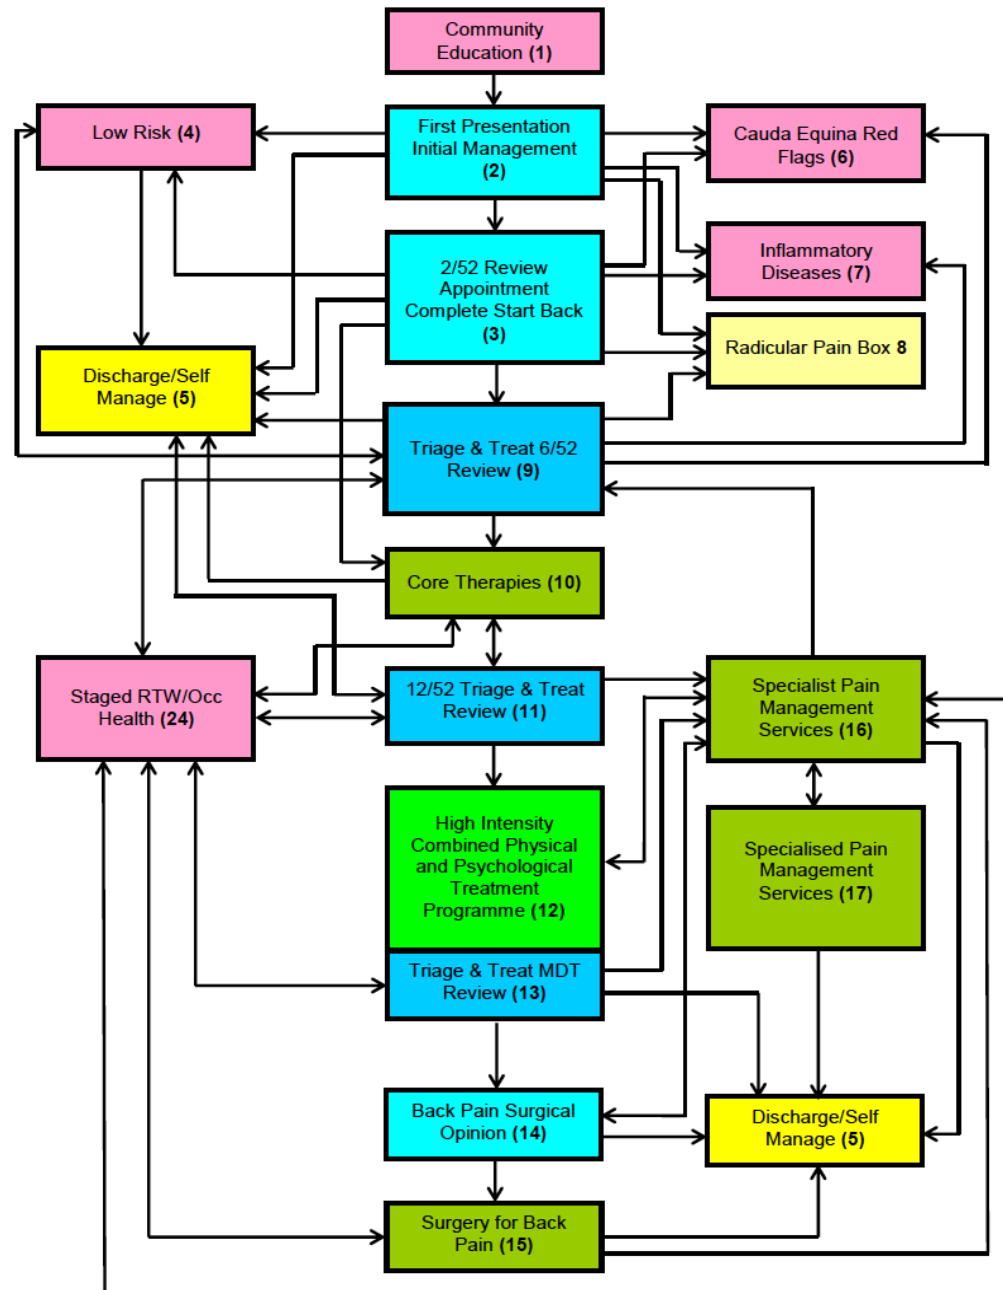 Community
Education (1)
Low Risk (4)
First Presentation
Initial Management
(2)
Cauda Equina Red
Flags (6)
2/52 Review
Appointment
Complete Start Back
(3)
Inflammatory
Diseases (7)
Radicular Pain Box 8
Discharge/Self
Manage (5)
Triage & Treat 6/52
Review (9)
Core Therapies (10)
Staged RTW/Occ
Health (24)
12/52 Triage & Treat
Review (11)
Specialist Pain
Management
Services (16)
High Intensity
Combined Physical
and Psychological
Treatment
Programme (12)
Specialised Pain
Management
Services (17)
Triage & Treat MDT
Review (13)
Back Pain Surgical
Opinion (14)
Discharge/Self
Manage (5)
Surgery for Back
Pain (15)